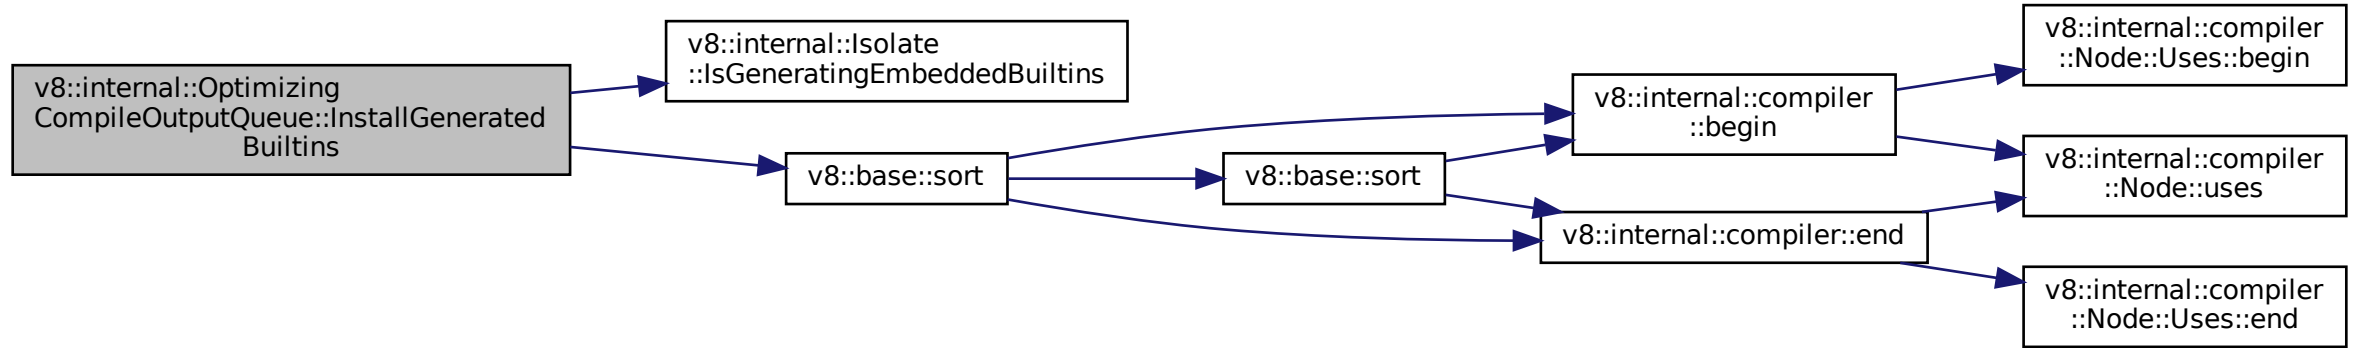 v8::internal::Optimizing
CompileOutputQueue::InstallGenerated
Builtins
v8::internal::Isolate
::IsGeneratingEmbeddedBuiltins
v8::base::sort
v8::base::sort
v8::internal::compiler
::begin
v8::internal::compiler::end
v8::internal::compiler
::Node::Uses::begin
v8::internal::compiler
::Node::uses
v8::internal::compiler
::Node::Uses::end